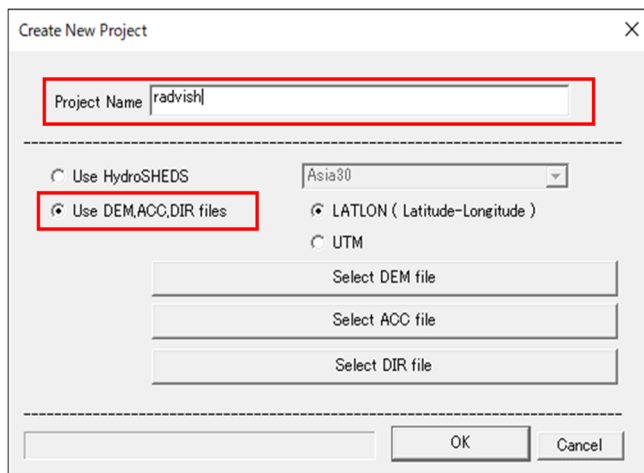 Create New Project
Project Name radvish
Use HydroSHEDS Asia30
Use DEM,ACC,DIR files LATLON ( Latitude-Longitude )
UTM
Select DEM file
Select ACC file
Select DIR file
OK Cancel